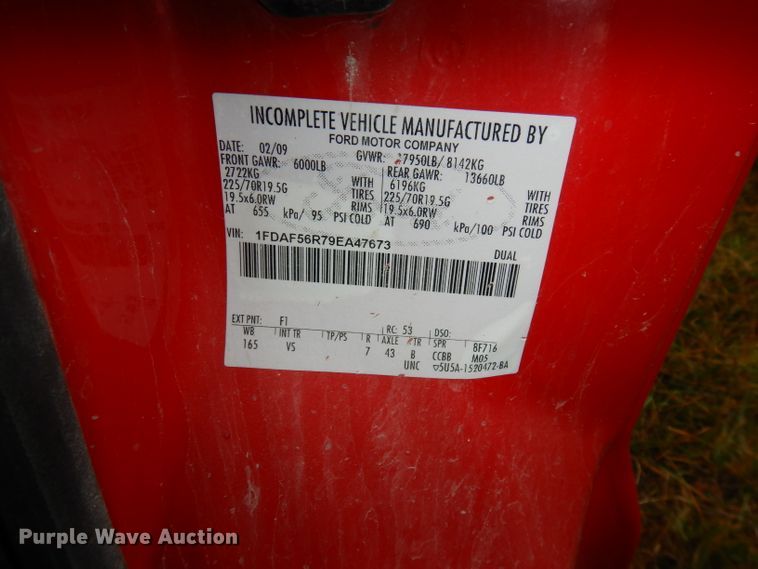 INCOMPLETE VEHICLE MANUFACTURED BY
FORD MOTOR COMPANY
DATE: 02/09 GVWR: 17950LB/ 8142KG
FRONT GAWR: 6000LB REAR GAWR: 13660LB
2722KG WITH 6196KG WITH
225/70R19.5G TIRES 225/70R19.5G TIRES
19.5x6.0RW RIMS 19.5x6.0RW RIMS
AT 655 kPa/ 95 PSI COLD AT 690 kPa/100 PSI COLD
VIN: 1FDAF56R79EA47673 DUAL
EXT PNT: F1 RC: 53 DSO:
WB INT TR TP/PS R AXLE TR SPR 8F716
165 VS 7 43 B CCBB M05
UNC 5U5A-1520472-BA
Purple Wave Auction